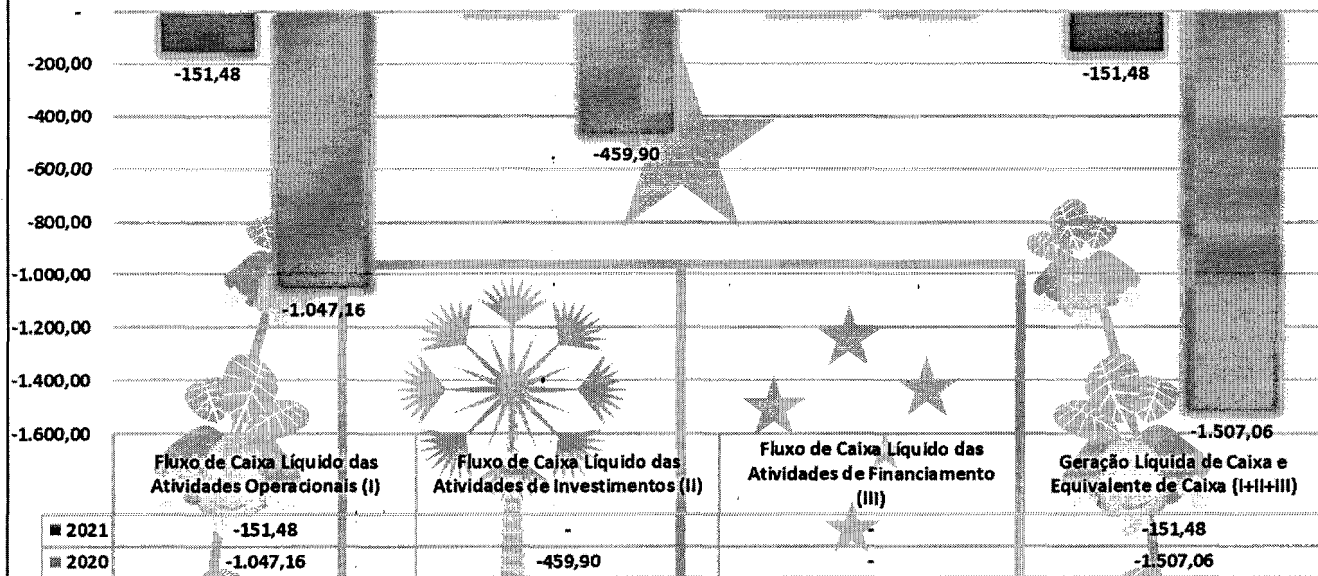 -
-200,00
-400,00
-600,00
-800,00
-1.000,00
-1.200,00
-1.400,00
-1.600,00
-151,48
-1.047,16
-459,90
-151,48
-1.507,06
Fluxo de Caixa Líquido das
Atividades Operacionais (I)
Fluxo de Caixa Líquido das
Atividades de Investimentos (II)
Fluxo de Caixa Líquido das
Atividades de Financiamento
(III)
Geração Líquida de Caixa e
Equivalente de Caixa (I+II+III)
2021 -151,48 - - -151,48
2020 -1.047,16 -459,90 - -1.507,06